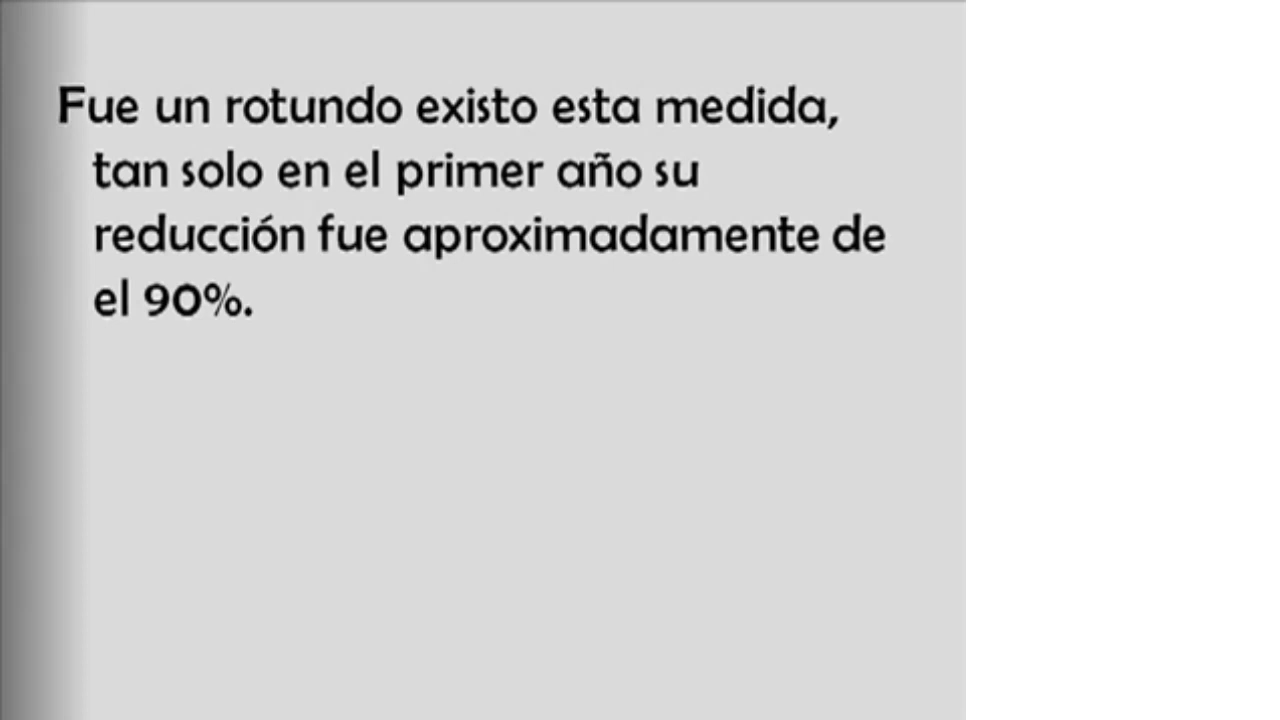 Fue un rotundo existo esta medida,
tan solo en el primer año su
reducción fue aproximadamente de
el 90%.